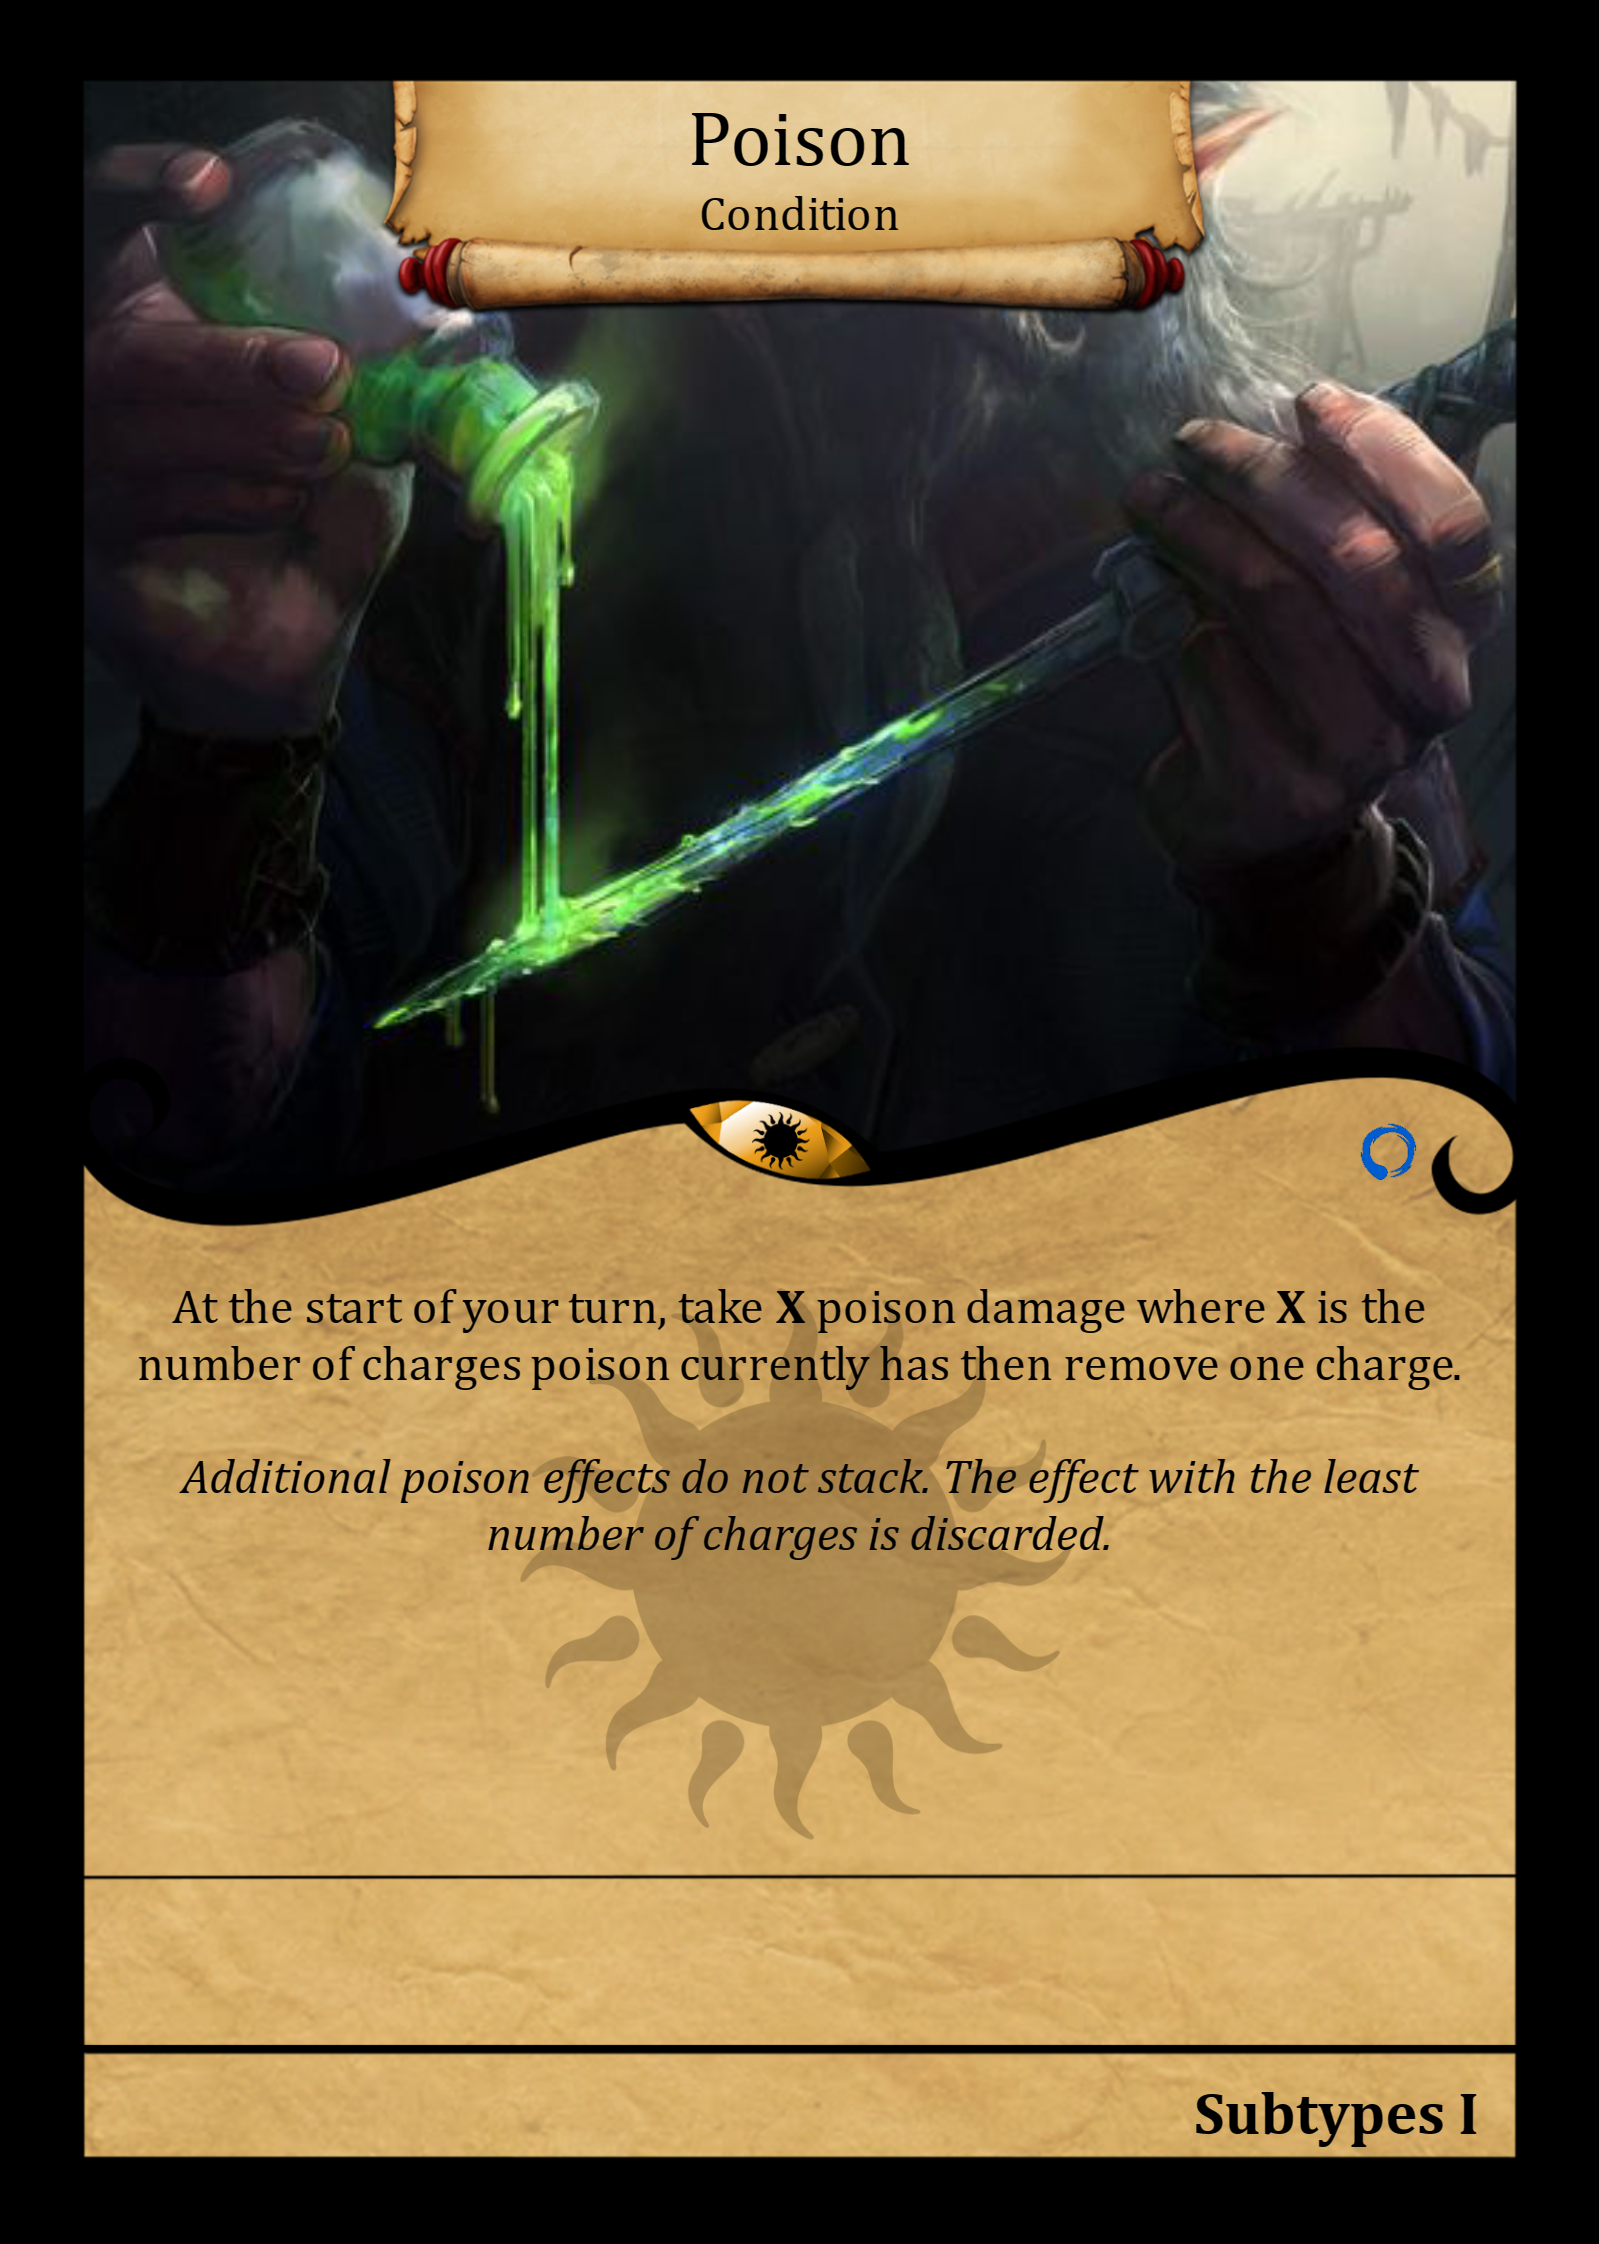 Poison
Condition
At the start of your turn, take X poison damage where X is the
number of charges poison currently has then remove one charge.
Additional poison effects do not stack. The effect with the least
number of charges is discarded.
Subtypes I